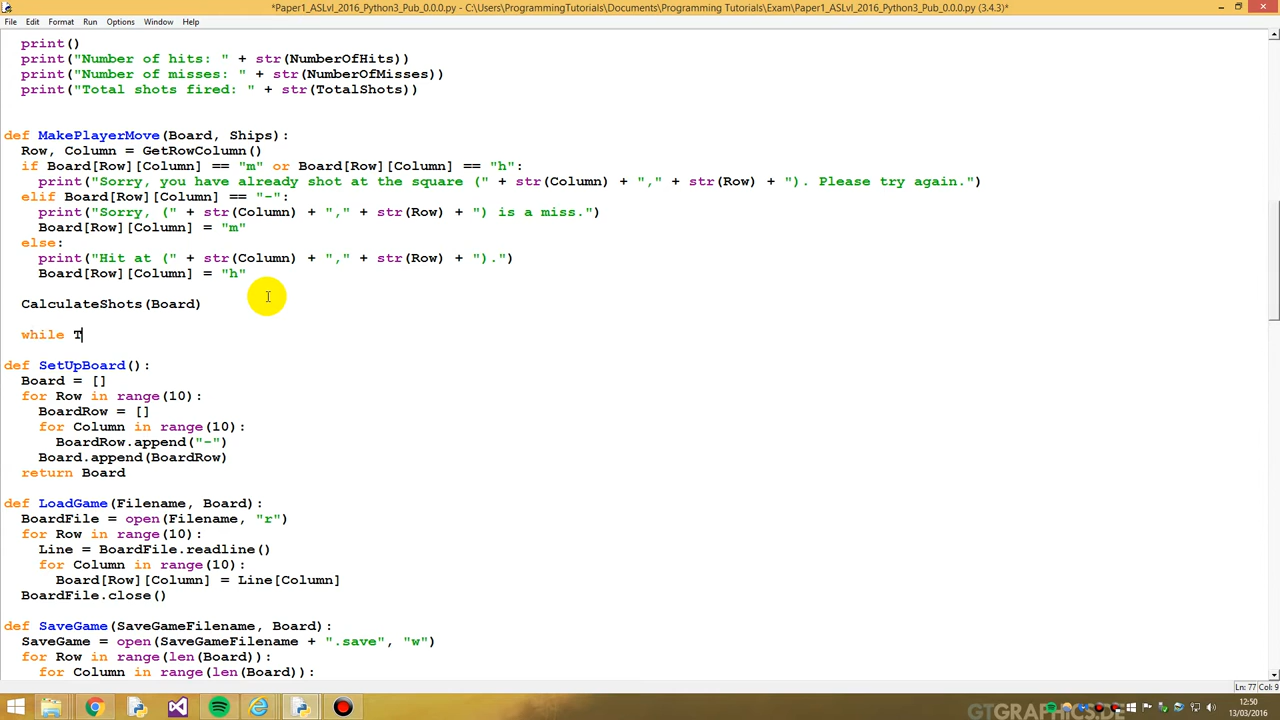 *Paper1_ASLvl_2016_Python3_Pub_0.0.0.py - C:\Users\ProgrammingTutorials\Documents\Programming Tutorials\Exam\Paper1_ASLvl_2016_Python3_Pub_0.0.0.py (3.4.3)*
File Edit Format Run Options Window Help
print()
print("Number of hits: " + str(NumberOfHits))
print("Number of misses: " + str(NumberOfMisses))
print("Total shots fired: " + str(TotalShots))
def MakePlayerMove(Board, Ships):
Row, Column = GetRowColumn()
if Board[Row][Column] == "m" or Board[Row][Column] == "h":
print("Sorry, you have already shot at the square (" + str(Column) + "," + str(Row) + "). Please try again.")
elif Board[Row][Column] == "-":
print("Sorry, (" + str(Column) + "," + str(Row) + ") is a miss.")
Board[Row][Column] = "m"
else:
print("Hit at (" + str(Column) + "," + str(Row) + ").")
Board[Row][Column] = "h"
CalculateShots(Board)
while T
def SetUpBoard():
Board = []
for Row in range(10):
BoardRow = []
for Column in range(10):
BoardRow.append("-")
Board.append(BoardRow)
return Board
def LoadGame(Filename, Board):
BoardFile = open(Filename, "r")
for Row in range(10):
Line = BoardFile.readline()
for Column in range(10):
Board[Row][Column] = Line[Column]
BoardFile.close()
def SaveGame(SaveGameFilename, Board):
SaveGame = open(SaveGameFilename + ".save", "w")
for Row in range(len(Board)):
for Column in range(len(Board)):
Ln: 77 Col: 9
12:50
13/03/2016